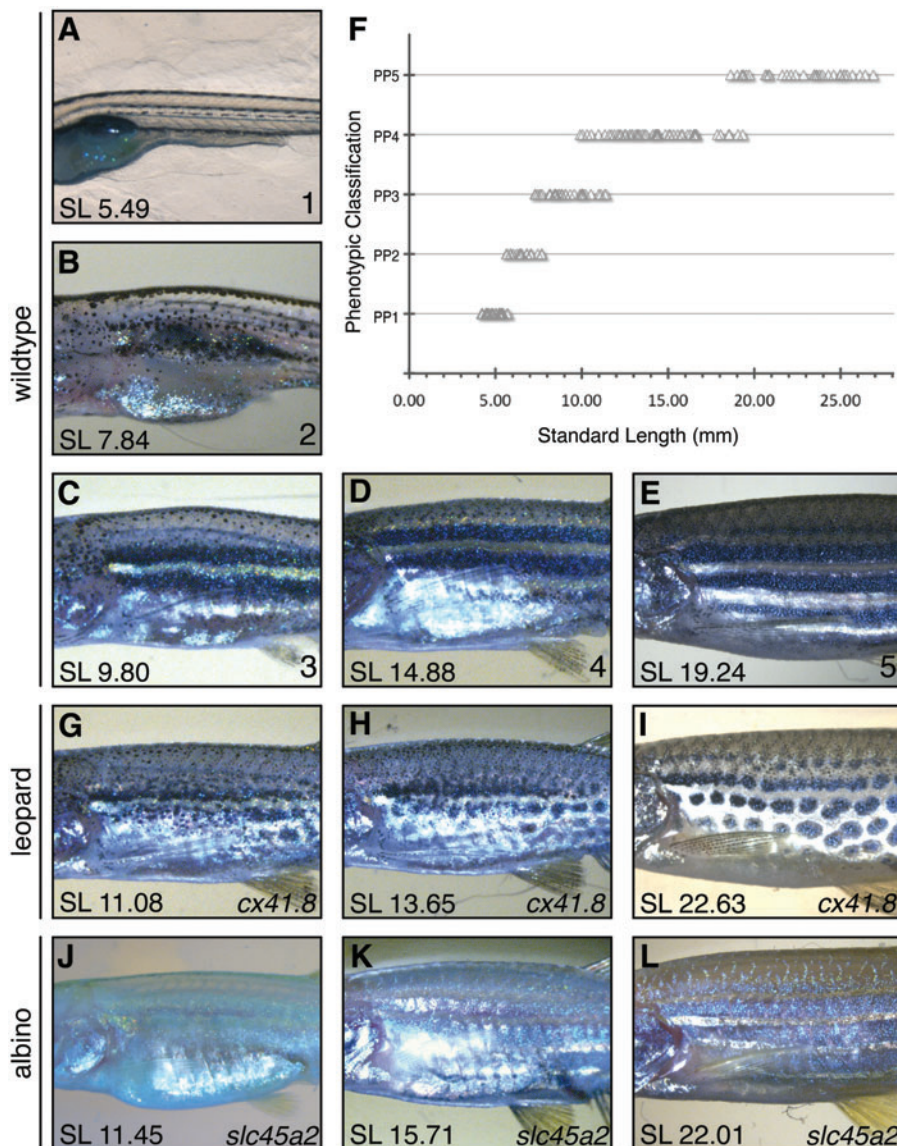 A
SL 5.49
1
B
SL 7.84
2
wildtype
F
Phenotypic Classification
PP5
PP4
PP3
PP2
PP1
0.00 5.00 10.00 15.00 20.00 25.00
Standard Length (mm)
C
SL 9.80
3
D
SL 14.88
4
E
SL 19.24
5
leopard
G
SL 11.08
cx41.8
H
SL 13.65
cx41.8
I
SL 22.63
cx41.8
albino
J
SL 11.45
slc45a2
K
SL 15.71
slc45a2
L
SL 22.01
slc45a2